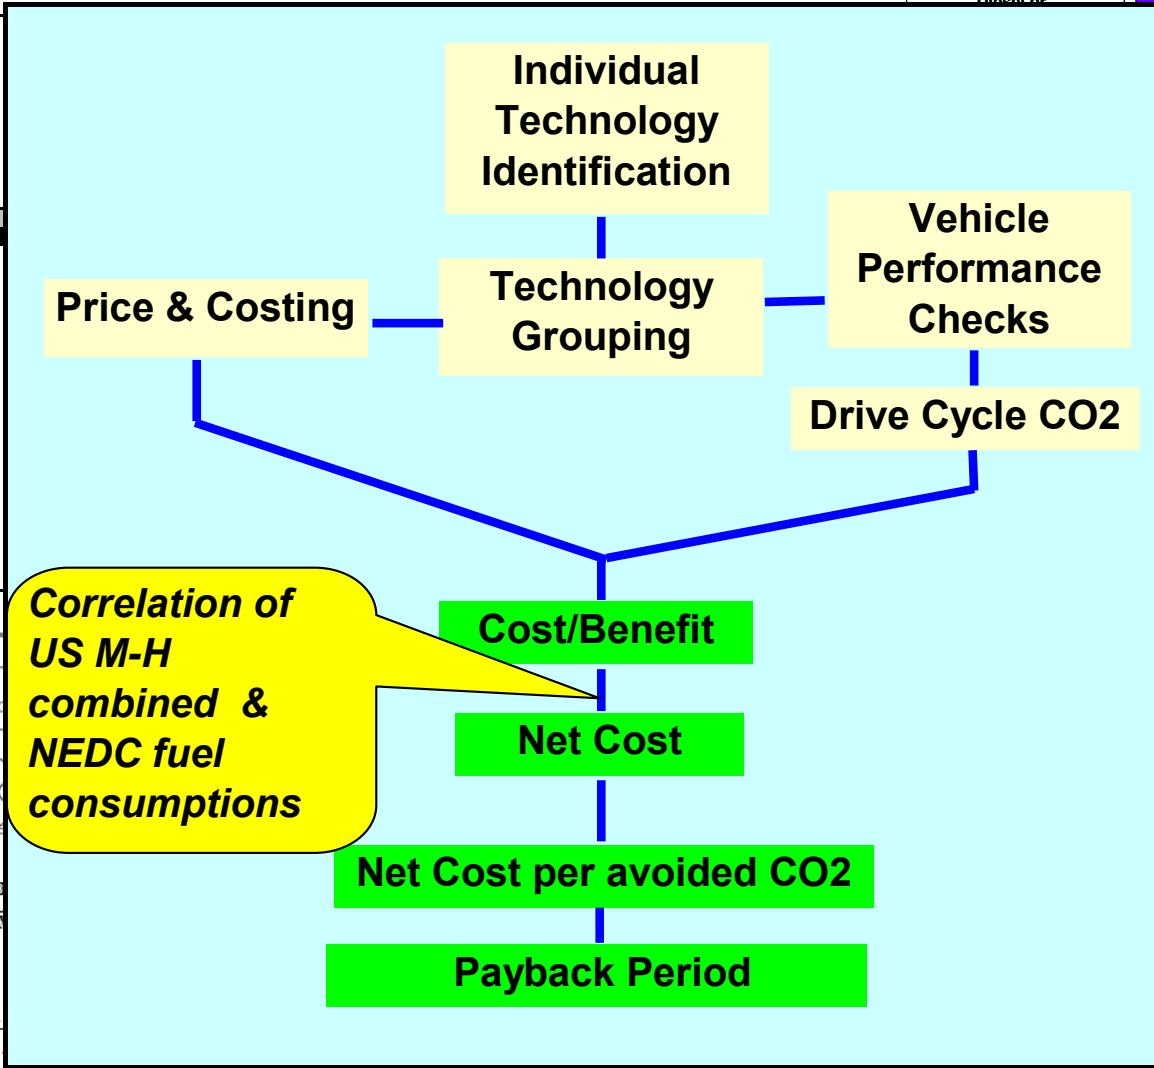 Individual
Technology
Identification
Vehicle
Performance
Checks
Technology
Grouping
Price & Costing
Drive Cycle CO2
Correlation of
US M-H
combined &
NEDC fuel
consumptions
Cost/Benefit
Net Cost
Net Cost per avoided CO2
Payback Period